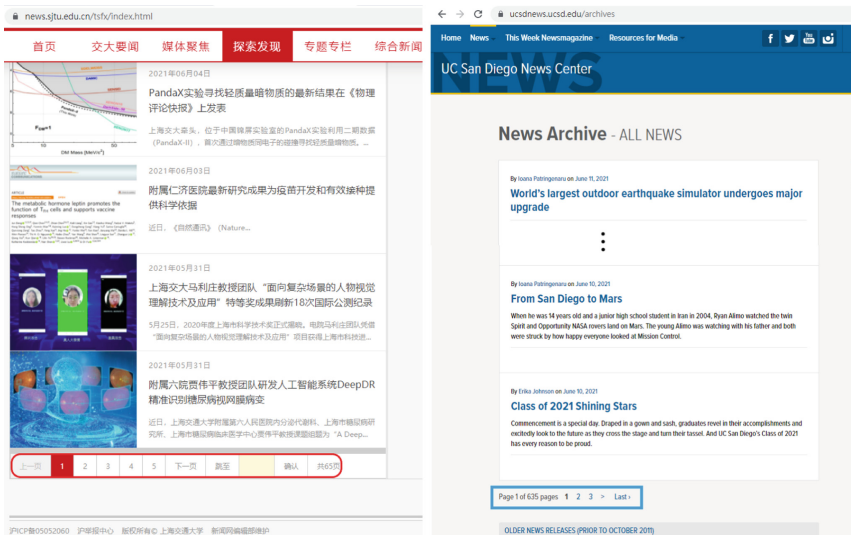 news.sjtu.edu.cn/tsfx/index.html
首页 交大要闻 媒体聚焦 探索发现 专题专栏 综合新闻
2021年06月04日
PandaX实验寻找轻质量暗物质的最新结果在《物
理评论快报》上发表
上海交大牵头，位于中国锦屏实验室的PandaX实验利用二期数据
（PandaX-II），首次通过暗物质同电子的碰撞寻找轻质量暗物质。...
DM Mass [MeV/c²]
2021年06月03日
附属仁济医院最新研究成果为疫苗开发和有效接种提
供科学依据
近日，《自然通讯》（Nature...
The metabolic hormone leptin promotes the
function of TFH cells and supports vaccine
responses
2021年05月31日
上海交大马利庄教授团队“面向复杂场景的人物视觉
理解技术及应用”特等奖成果刷新18次国际公测纪录
5月25日，2020年度上海市科学技术奖正式揭晓。电院马利庄团队凭借
“面向复杂场景的人物视觉理解技术及应用”项目获得上海市科技进...
2021年05月31日
附属六院贾伟平教授团队研发人工智能系统DeepDR
精准识别糖尿病视网膜病变
近日，上海交通大学附属第六人民医院内分泌代谢科、上海市糖尿病研
究所、上海市糖尿病临床医学中心贾伟平教授课题组题为“A Deep...
上一页 1 2 3 4 5 下一页 跳至 确认 共65页
沪ICP备05052060 沪举报中心 版权所有© 上海交通大学 新闻网编辑部维护
ucsdnews.ucsd.edu/archives
Home News This Week Newsmagazine Resources for Media
NEWS
UC San Diego News Center
News Archive - ALL NEWS
By Ioana Patringenaru on June 11, 2021
World's largest outdoor earthquake simulator undergoes major
upgrade
By Ioana Patringenaru on June 10, 2021
From San Diego to Mars
When he was 14 years old and a junior high school student in Iran in 2004, Ryan Alimo watched the twin
Spirit and Opportunity NASA rovers land on Mars. The young Alimo was watching with his father and both
were struck by how happy everyone looked at Mission Control.
By Erika Johnson on June 10, 2021
Class of 2021 Shining Stars
Commencement is a special day. Draped in a gown and sash, graduates revel in their accomplishments and
excitedly look to the future as they cross the stage and turn their tassel. And UC San Diego's Class of 2021
has every reason to be proud.
Page 1 of 635 pages 1 2 3 > Last ›
OLDER NEWS RELEASES (PRIOR TO OCTOBER 2011)